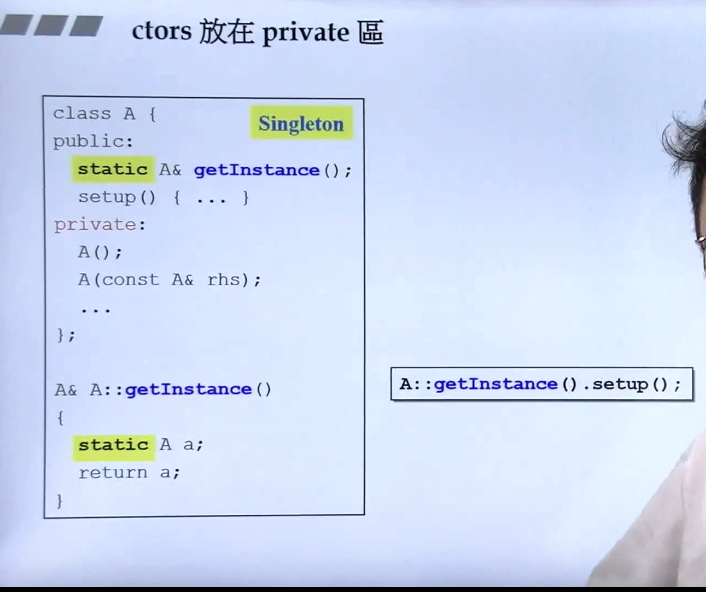 ctors 放在 private 區
class A {
Singleton
public:
static A& getInstance();
setup() { ... }
private:
A();
A(const A& rhs);
...
};
A& A::getInstance()
{
static A a;
return a;
}
A::getInstance().setup();